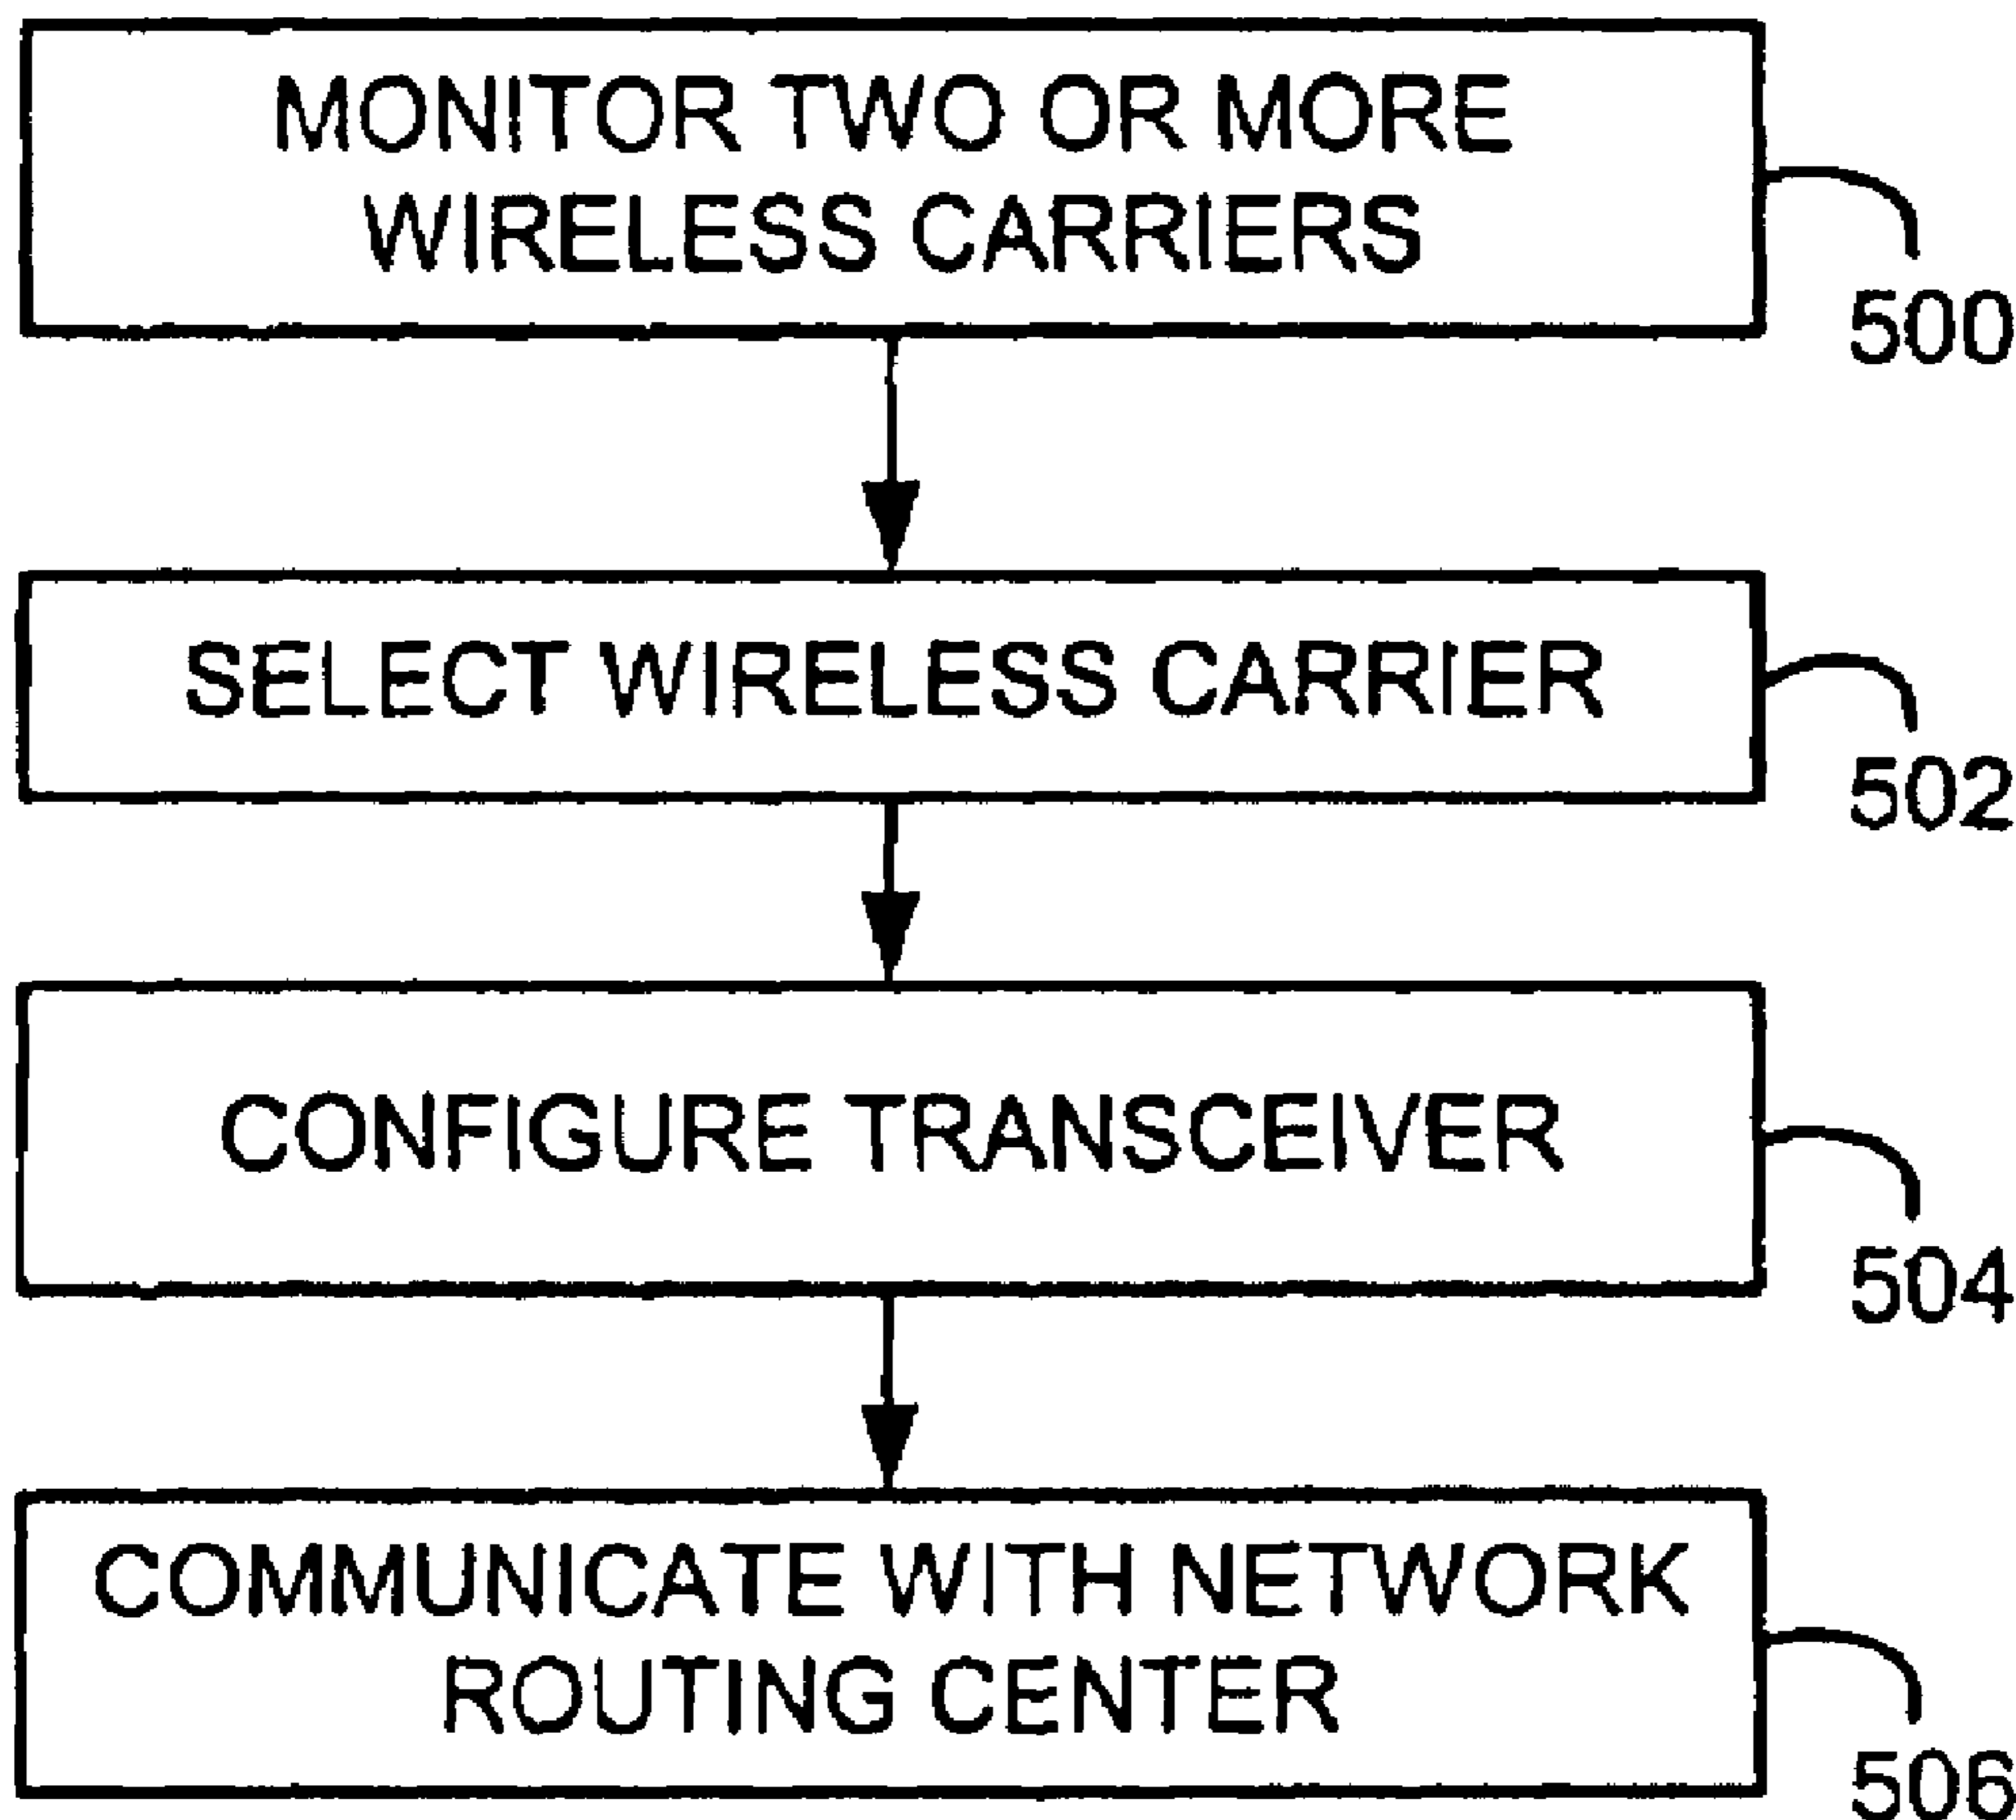 MONITOR TWO OR MORE
WIRELESS CARRIERS
500
SELECT WIRELESS CARRIER
502
CONFIGURE TRANSCEIVER
504
COMMUNICATE WITH NETWORK
ROUTING CENTER
506